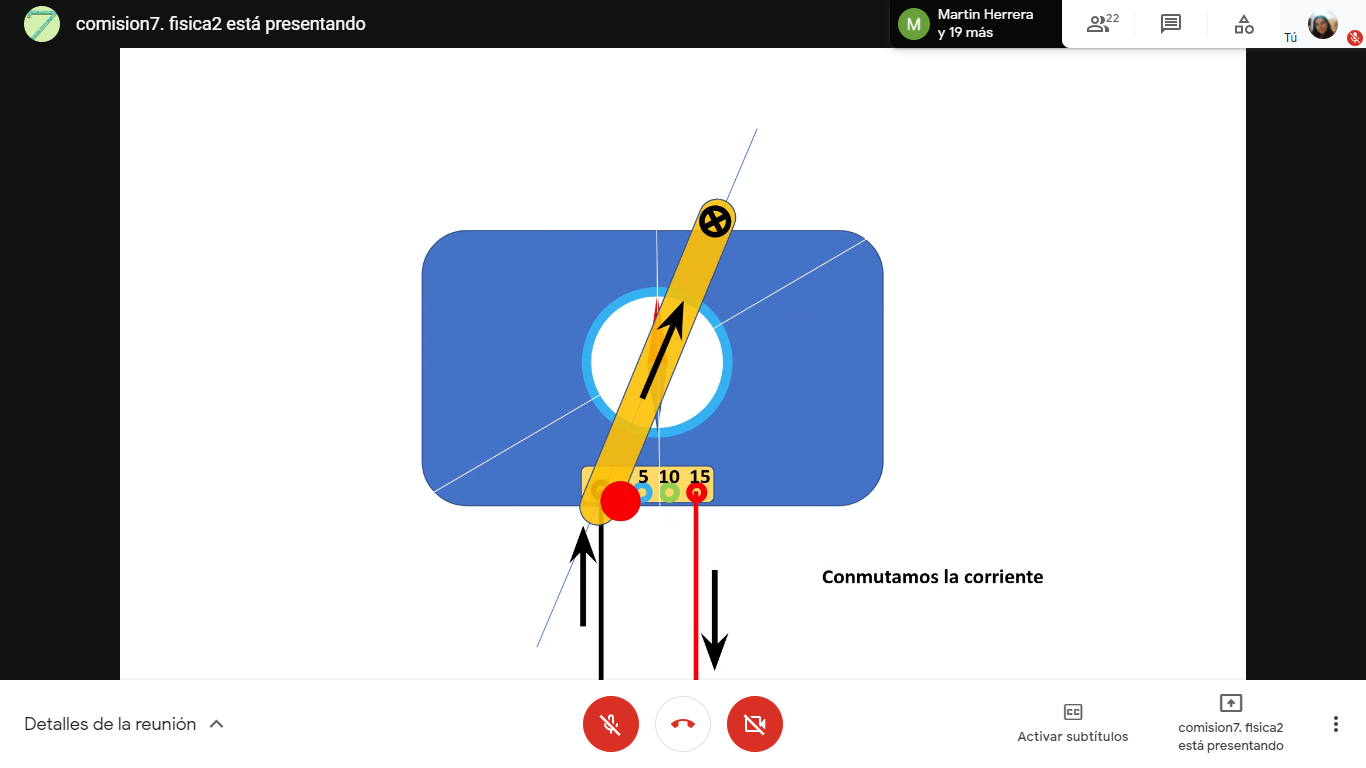 comision7. fisica2 está presentando
M
Martin Herrera
y 19 más
22
Tú
5 10 15
Conmutamos la corriente
Detalles de la reunión
CC
Activar subtítulos
comision7. fisica2
está presentando